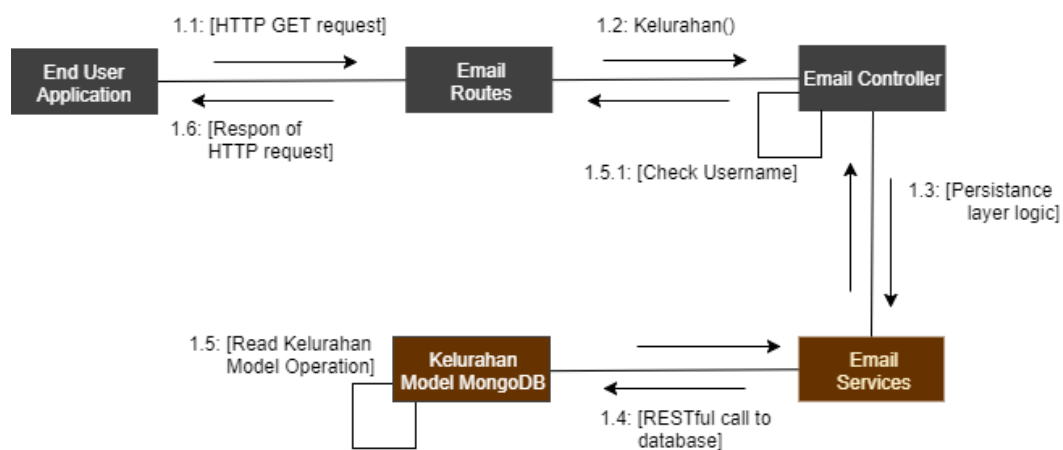 1.1: [HTTP GET request]
1.2: Kelurahan()
End User
Application
Email
Routes
Email Controller
1.6: [Respon of
HTTP request]
1.5.1: [Check Username]
1.3: [Persistance
layer logic]
1.5: [Read Kelurahan
Model Operation]
Kelurahan
Model MongoDB
Email
Services
1.4: [RESTful call to
database]